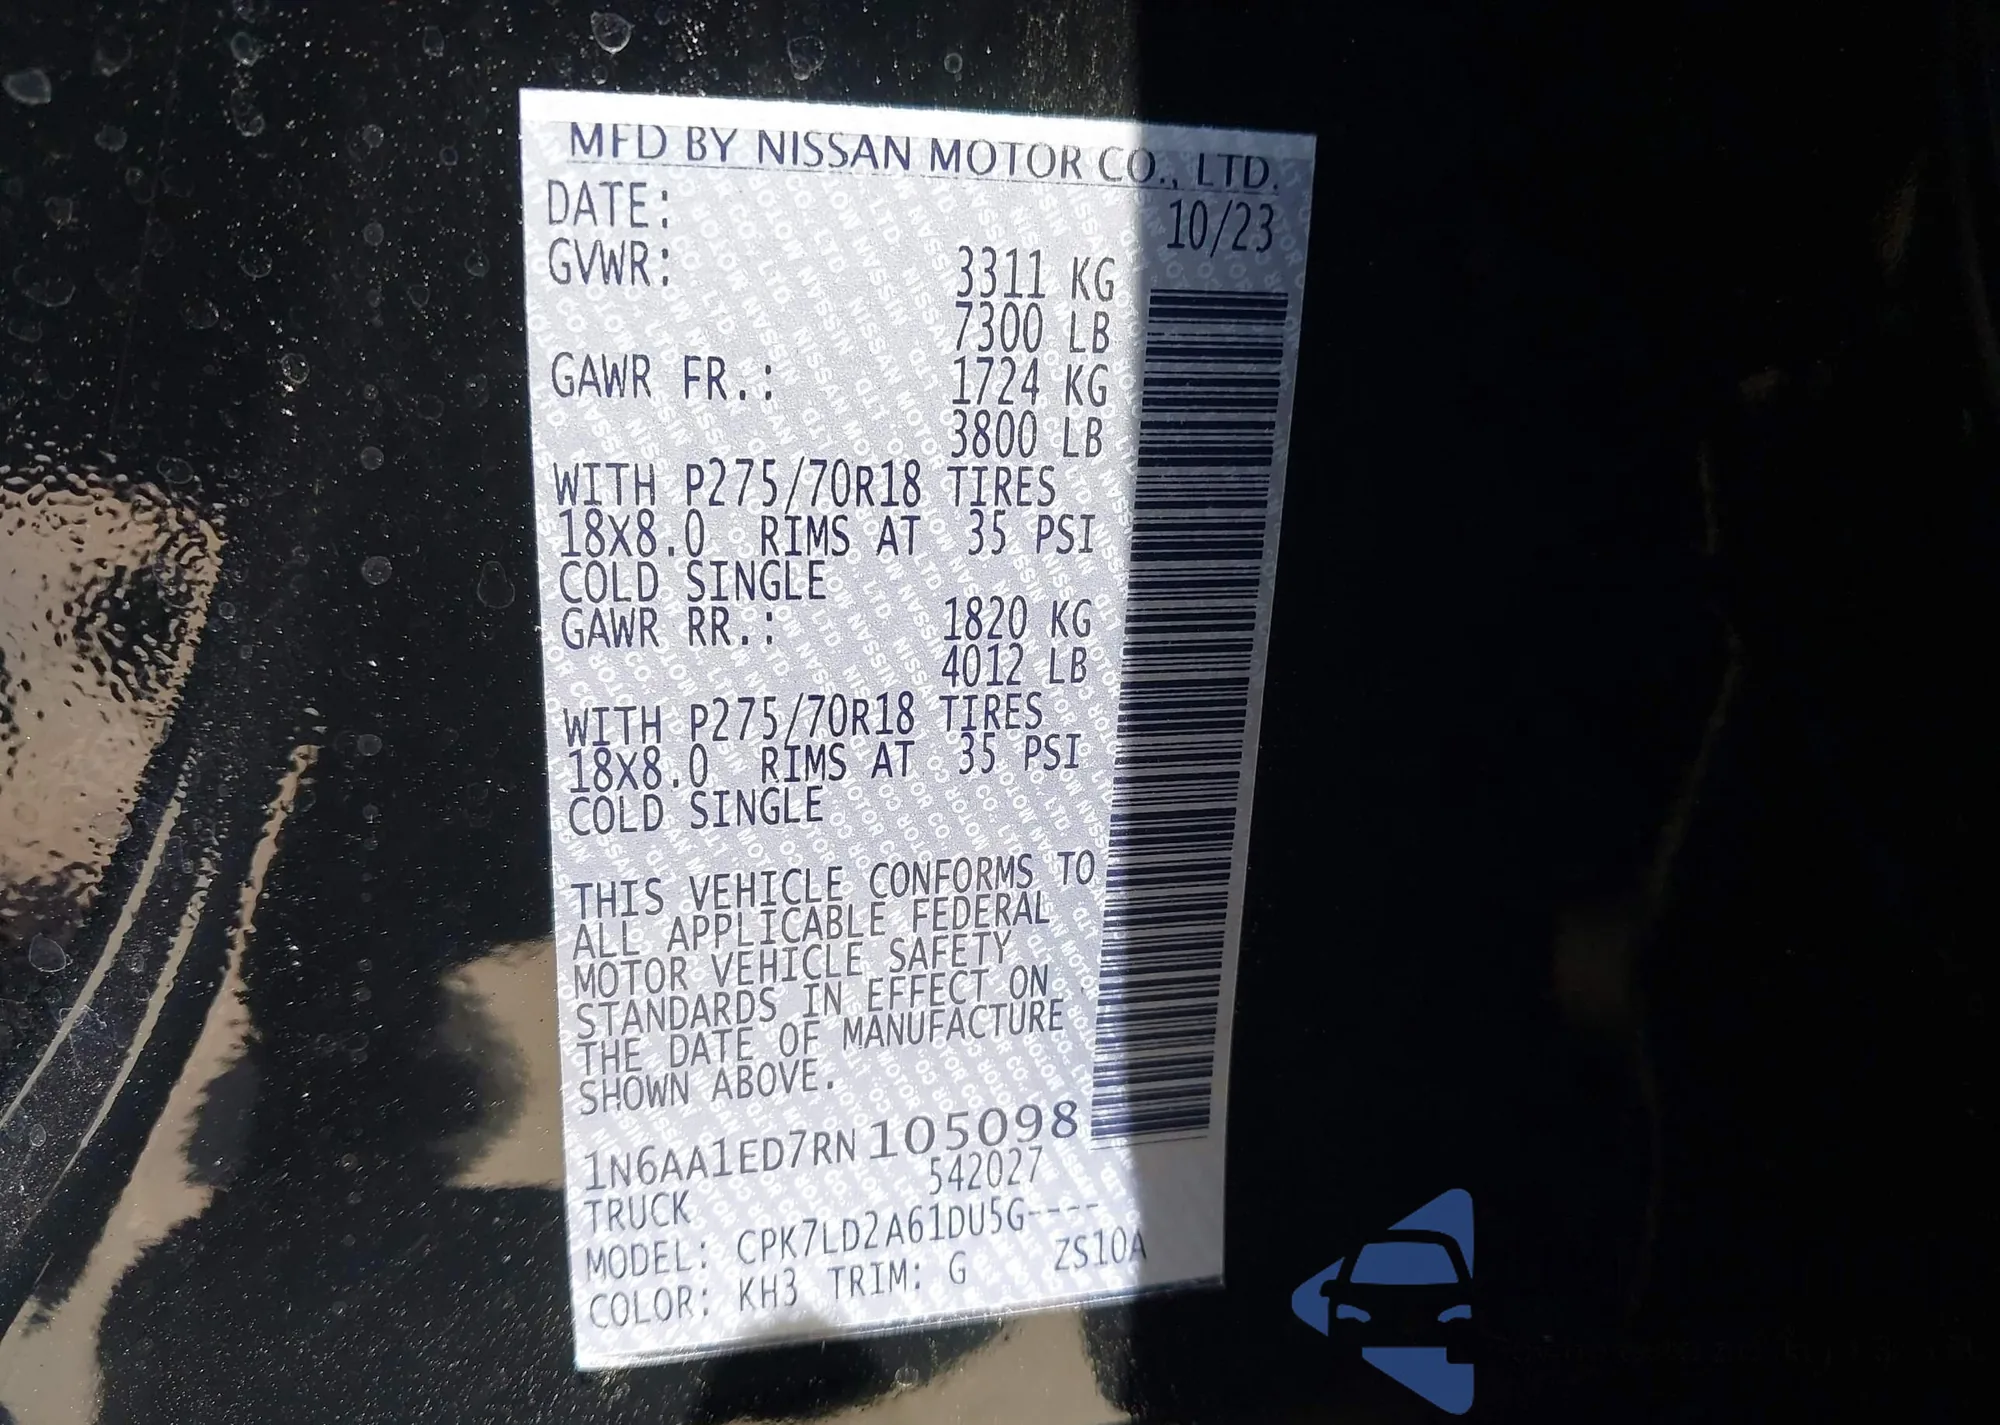 MFD BY NISSAN MOTOR CO., LTD.
DATE: 10/23
GVWR: 3311 KG
7300 LB
GAWR FR.: 1724 KG
3800 LB
WITH P275/70R18 TIRES
18X8.0 RIMS AT 35 PSI
COLD SINGLE
GAWR RR.: 1820 KG
4012 LB
WITH P275/70R18 TIRES
18X8.0 RIMS AT 35 PSI
COLD SINGLE
THIS VEHICLE CONFORMS TO
ALL APPLICABLE FEDERAL
MOTOR VEHICLE SAFETY
STANDARDS IN EFFECT ON
THE DATE OF MANUFACTURE
SHOWN ABOVE.
1N6AA1ED7RN105098
542027
TRUCK
MODEL: CPK7LD2A61DU5G----
COLOR: KH3 TRIM: G ZS10A